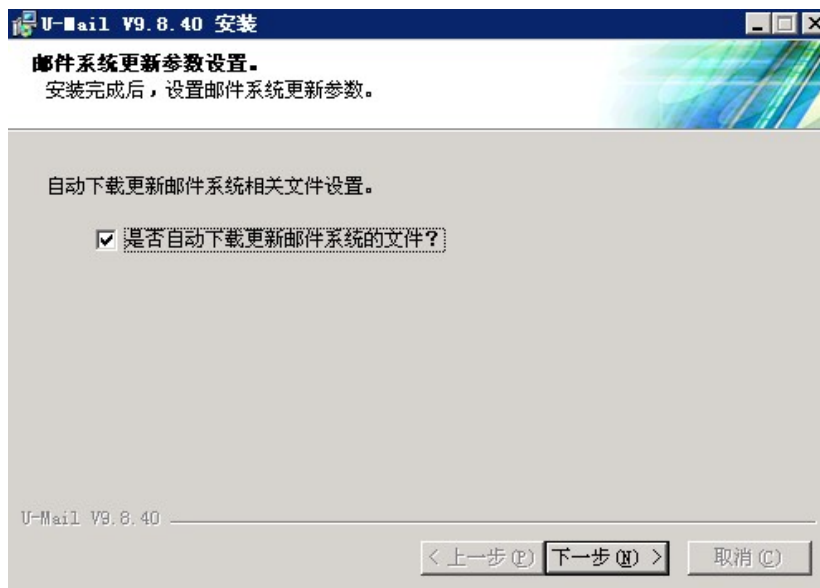 U-Mail V9.8.40 安装
邮件系统更新参数设置。
安装完成后，设置邮件系统更新参数。
自动下载更新邮件系统相关文件设置。
是否自动下载更新邮件系统的文件？
U-Mail V9.8.40
< 上一步(P) 下一步(N) > 取消(C)